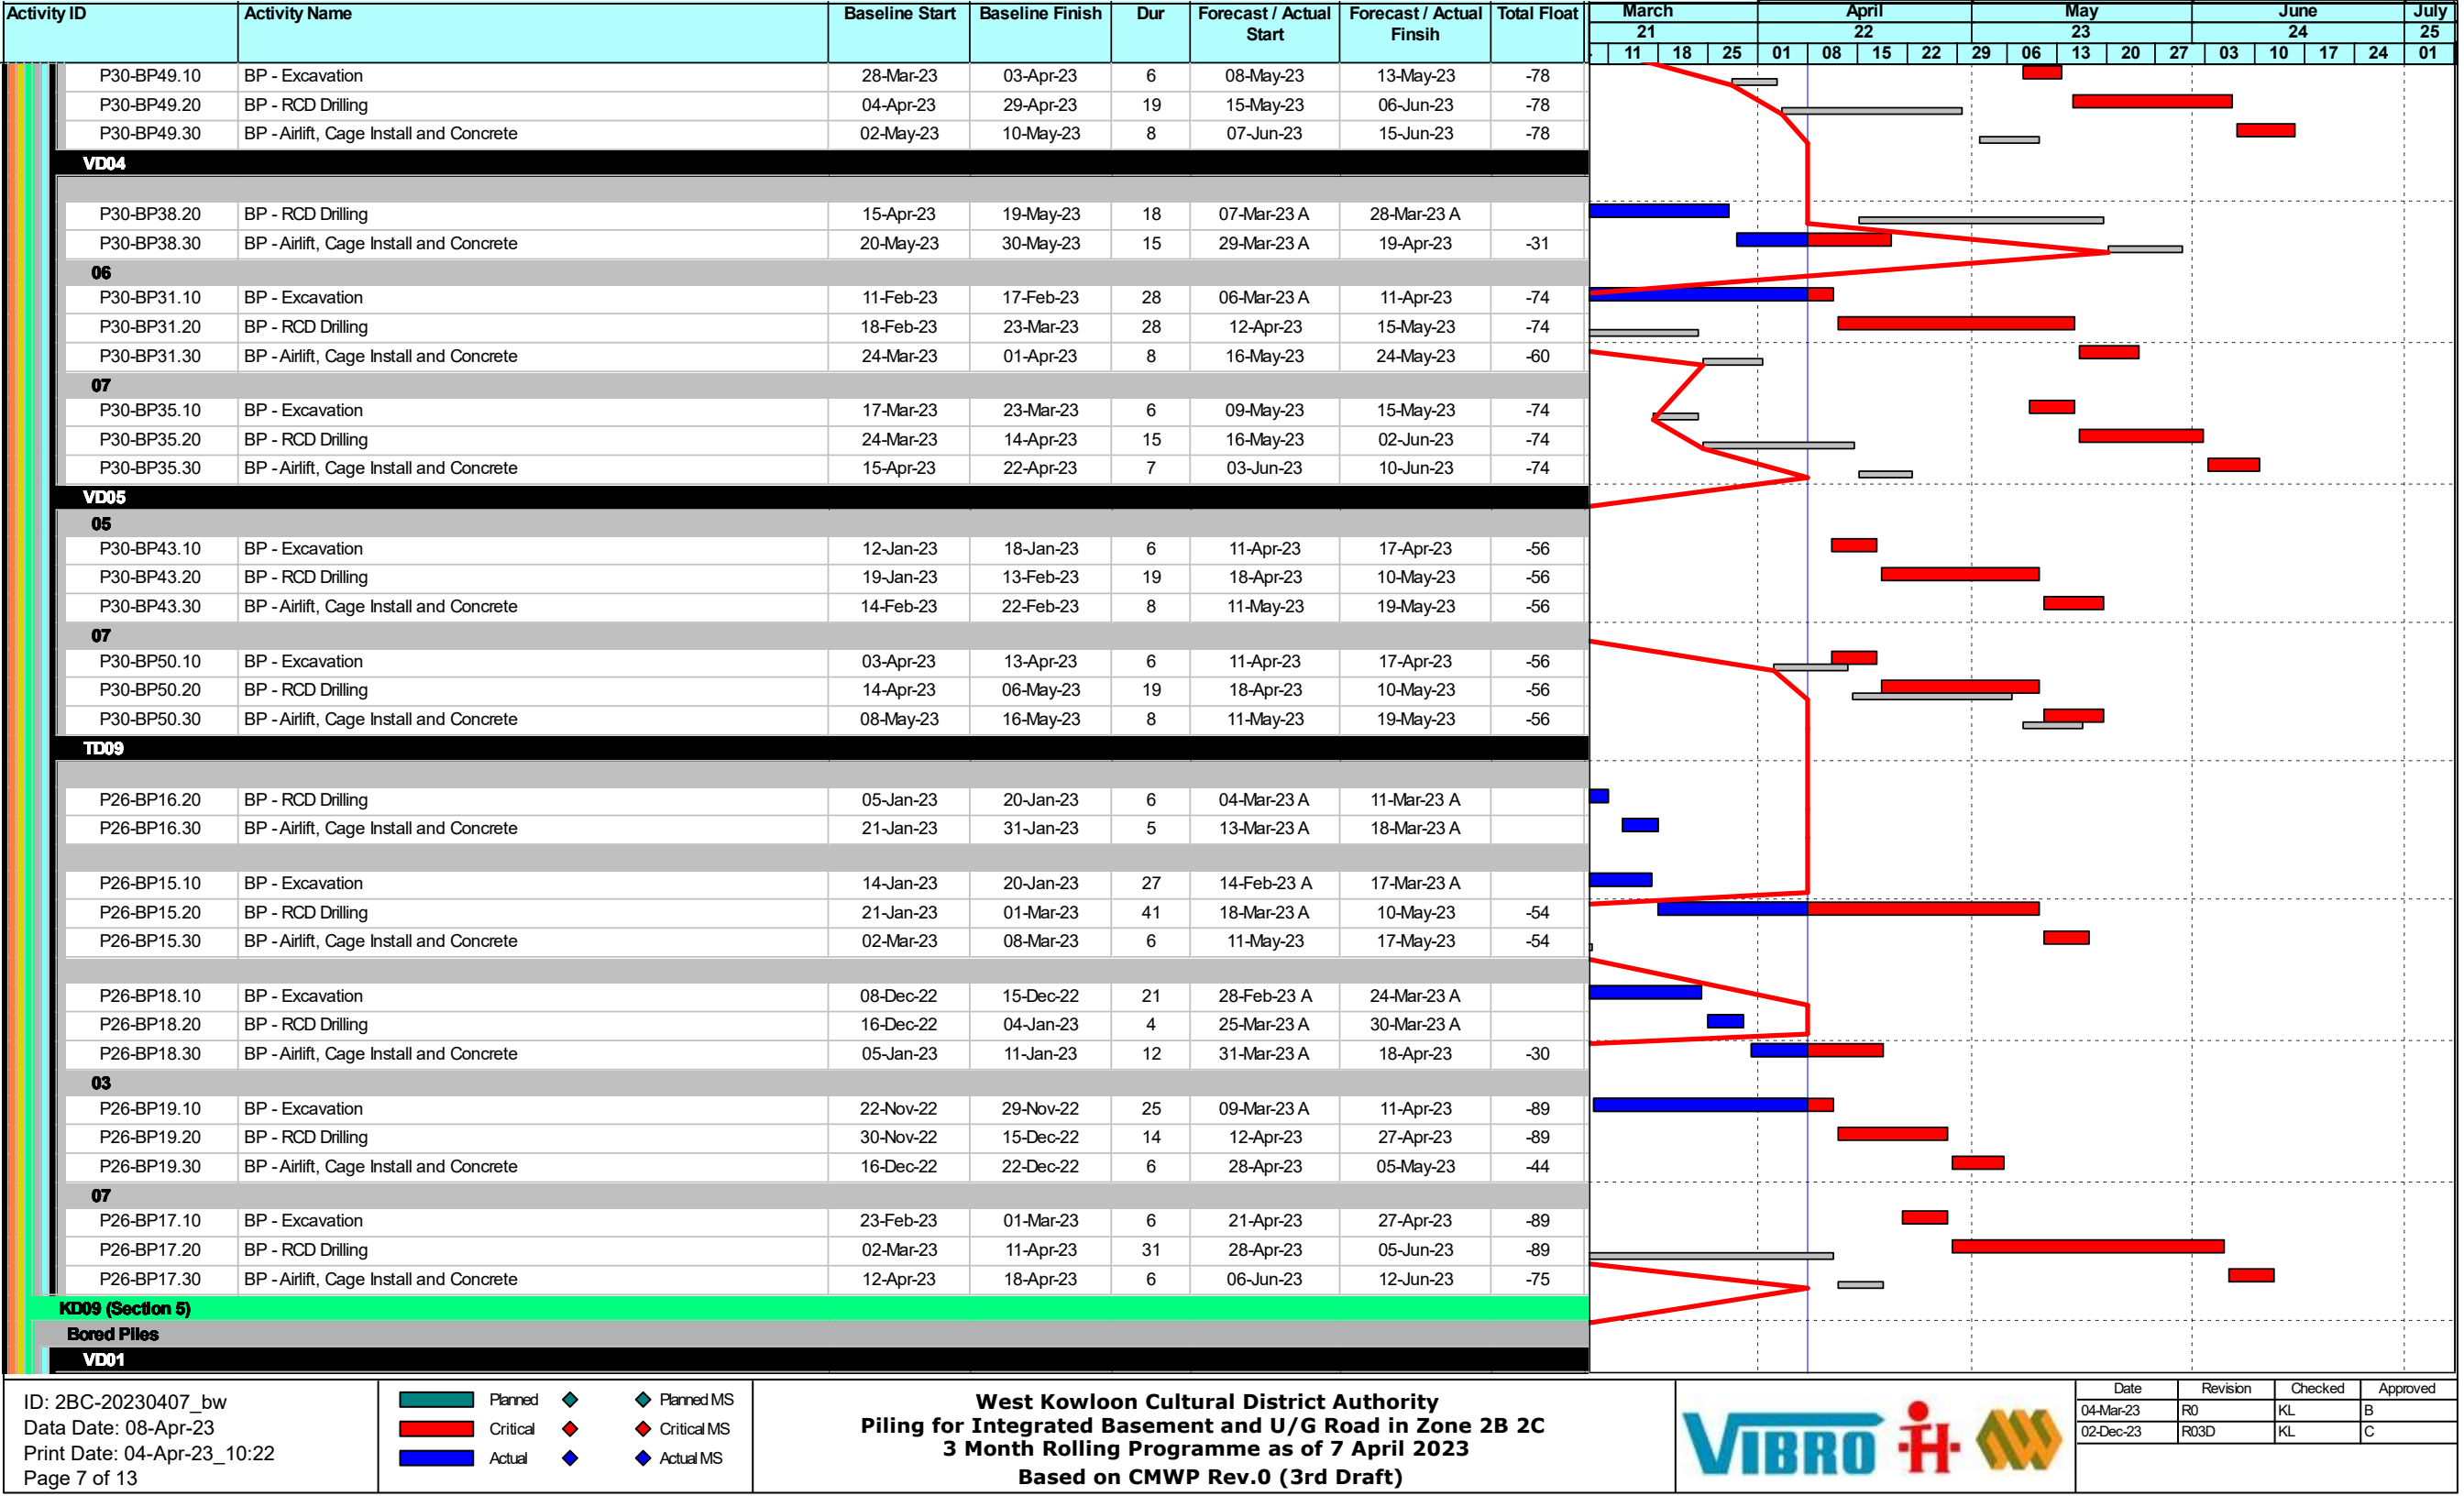 Activity ID Activity Name Baseline Start Baseline Finish Dur Forecast / Actual Start Forecast / Actual Finsih Total Float March April May June July
21 22 23 24 25
11 18 25 01 08 15 22 29 06 13 20 27 03 10 17 24 01
P30-BP49.10 BP - Excavation 28-Mar-23 03-Apr-23 6 08-May-23 13-May-23 -78
P30-BP49.20 BP - RCD Drilling 04-Apr-23 29-Apr-23 19 15-May-23 06-Jun-23 -78
P30-BP49.30 BP - Airlift, Cage Install and Concrete 02-May-23 10-May-23 8 07-Jun-23 15-Jun-23 -78
VD04
P30-BP38.20 BP - RCD Drilling 15-Apr-23 19-May-23 18 07-Mar-23 A 28-Mar-23 A
P30-BP38.30 BP - Airlift, Cage Install and Concrete 20-May-23 30-May-23 15 29-Mar-23 A 19-Apr-23 -31
06
P30-BP31.10 BP - Excavation 11-Feb-23 17-Feb-23 28 06-Mar-23 A 11-Apr-23 -74
P30-BP31.20 BP - RCD Drilling 18-Feb-23 23-Mar-23 28 12-Apr-23 15-May-23 -74
P30-BP31.30 BP - Airlift, Cage Install and Concrete 24-Mar-23 01-Apr-23 8 16-May-23 24-May-23 -60
07
P30-BP35.10 BP - Excavation 17-Mar-23 23-Mar-23 6 09-May-23 15-May-23 -74
P30-BP35.20 BP - RCD Drilling 24-Mar-23 14-Apr-23 15 16-May-23 02-Jun-23 -74
P30-BP35.30 BP - Airlift, Cage Install and Concrete 15-Apr-23 22-Apr-23 7 03-Jun-23 10-Jun-23 -74
VD05
05
P30-BP43.10 BP - Excavation 12-Jan-23 18-Jan-23 6 11-Apr-23 17-Apr-23 -56
P30-BP43.20 BP - RCD Drilling 19-Jan-23 13-Feb-23 19 18-Apr-23 10-May-23 -56
P30-BP43.30 BP - Airlift, Cage Install and Concrete 14-Feb-23 22-Feb-23 8 11-May-23 19-May-23 -56
07
P30-BP50.10 BP - Excavation 03-Apr-23 13-Apr-23 6 11-Apr-23 17-Apr-23 -56
P30-BP50.20 BP - RCD Drilling 14-Apr-23 06-May-23 19 18-Apr-23 10-May-23 -56
P30-BP50.30 BP - Airlift, Cage Install and Concrete 08-May-23 16-May-23 8 11-May-23 19-May-23 -56
TD09
P26-BP16.20 BP - RCD Drilling 05-Jan-23 20-Jan-23 6 04-Mar-23 A 11-Mar-23 A
P26-BP16.30 BP - Airlift, Cage Install and Concrete 21-Jan-23 31-Jan-23 5 13-Mar-23 A 18-Mar-23 A
P26-BP15.10 BP - Excavation 14-Jan-23 20-Jan-23 27 14-Feb-23 A 17-Mar-23 A
P26-BP15.20 BP - RCD Drilling 21-Jan-23 01-Mar-23 41 18-Mar-23 A 10-May-23 -54
P26-BP15.30 BP - Airlift, Cage Install and Concrete 02-Mar-23 08-Mar-23 6 11-May-23 17-May-23 -54
P26-BP18.10 BP - Excavation 08-Dec-22 15-Dec-22 21 28-Feb-23 A 24-Mar-23 A
P26-BP18.20 BP - RCD Drilling 16-Dec-22 04-Jan-23 4 25-Mar-23 A 30-Mar-23 A
P26-BP18.30 BP - Airlift, Cage Install and Concrete 05-Jan-23 11-Jan-23 12 31-Mar-23 A 18-Apr-23 -30
03
P26-BP19.10 BP - Excavation 22-Nov-22 29-Nov-22 25 09-Mar-23 A 11-Apr-23 -89
P26-BP19.20 BP - RCD Drilling 30-Nov-22 15-Dec-22 14 12-Apr-23 27-Apr-23 -89
P26-BP19.30 BP - Airlift, Cage Install and Concrete 16-Dec-22 22-Dec-22 6 28-Apr-23 05-May-23 -44
07
P26-BP17.10 BP - Excavation 23-Feb-23 01-Mar-23 6 21-Apr-23 27-Apr-23 -89
P26-BP17.20 BP - RCD Drilling 02-Mar-23 11-Apr-23 31 28-Apr-23 05-Jun-23 -89
P26-BP17.30 BP - Airlift, Cage Install and Concrete 12-Apr-23 18-Apr-23 6 06-Jun-23 12-Jun-23 -75
KD09 (Section 5)
Bored Piles
VD01
ID: 2BC-20230407_bw
Data Date: 08-Apr-23
Print Date: 04-Apr-23_10:22
Page 7 of 13
Planned Planned MS
Critical Critical MS
Actual Actual MS
West Kowloon Cultural District Authority
Piling for Integrated Basement and U/G Road in Zone 2B 2C
3 Month Rolling Programme as of 7 April 2023
Based on CMWP Rev.0 (3rd Draft)
VIBRO
Date Revision Checked Approved
04-Mar-23 R0 KL B
02-Dec-23 R03D KL C